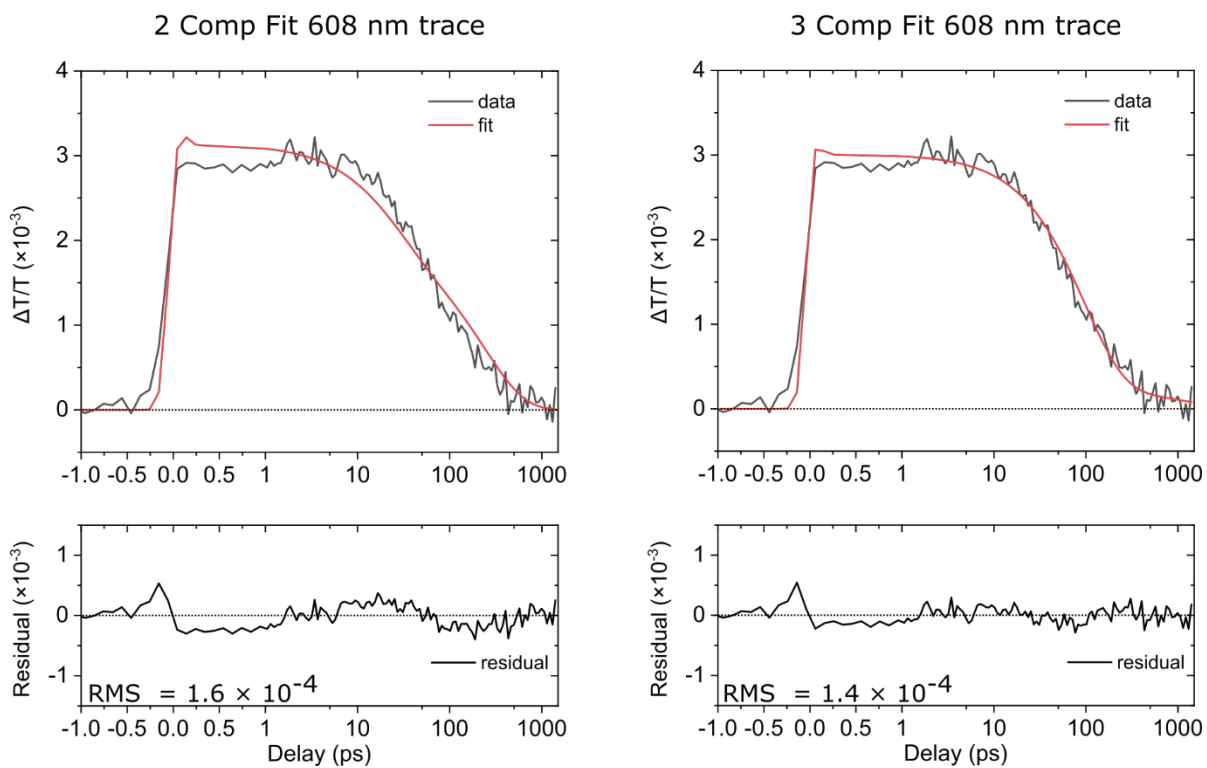 2 Comp Fit 608 nm trace
4
3
2
1
0
ΔT/T (×10⁻³)
data
fit
-1.0 -0.5 0.0 0.5 1 10 100 1000
1
0
-1
Residual (×10⁻³)
residual
RMS = 1.6 × 10⁻⁴
-1.0 -0.5 0.0 0.5 1 10 100 1000
Delay (ps)
3 Comp Fit 608 nm trace
4
3
2
1
0
ΔT/T (×10⁻³)
data
fit
-1.0 -0.5 0.0 0.5 1 10 100 1000
1
0
-1
Residual (×10⁻³)
residual
RMS = 1.4 × 10⁻⁴
-1.0 -0.5 0.0 0.5 1 10 100 1000
Delay (ps)